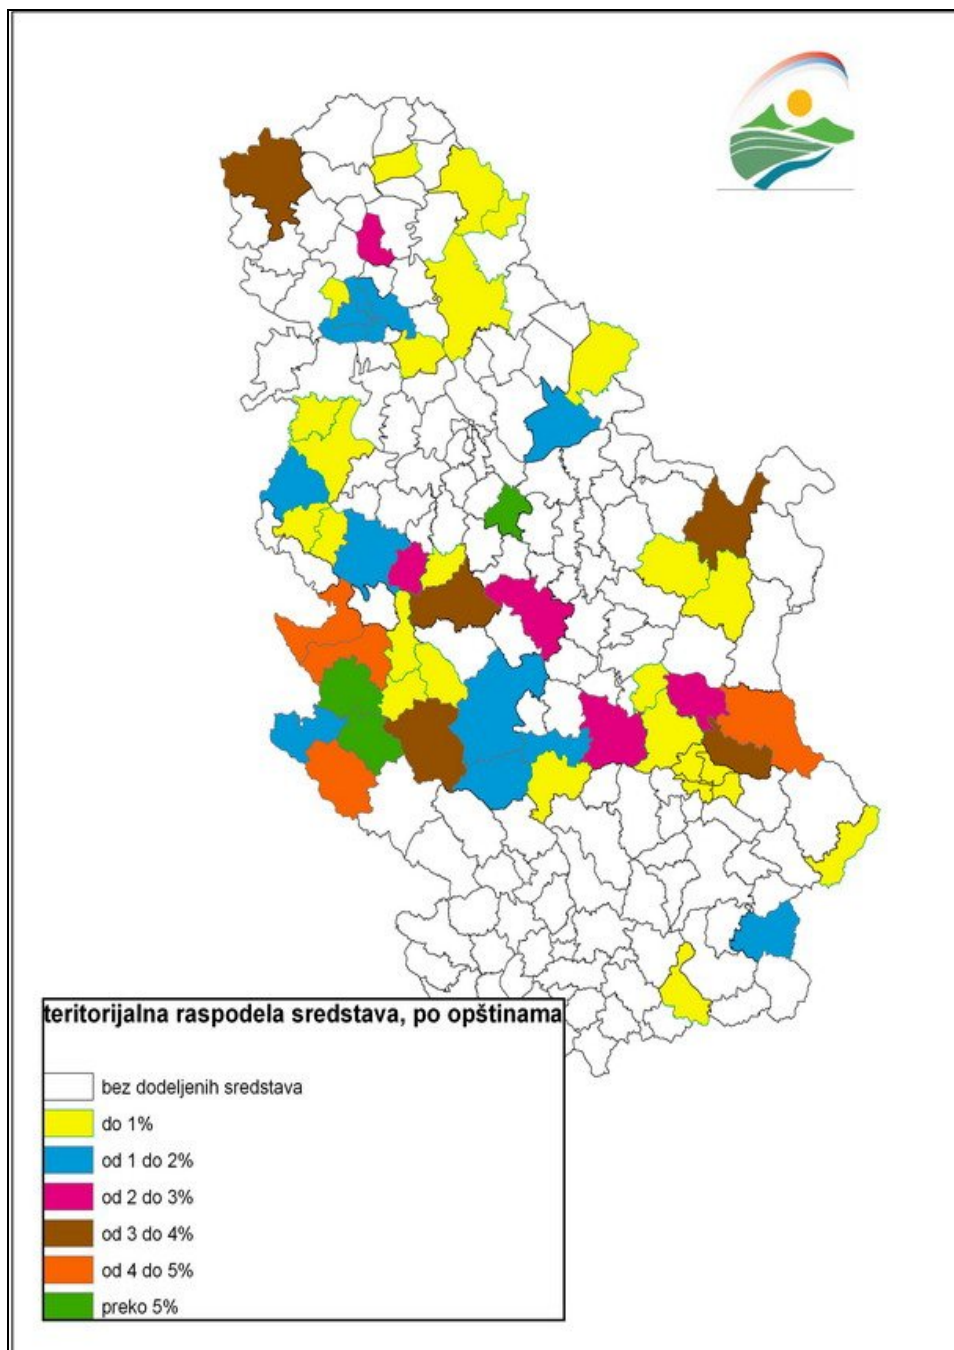 teritorijalna raspodela sredstava, po opštinama
bez dodeljenih sredstava
do 1%
od 1 do 2%
od 2 do 3%
od 3 do 4%
od 4 do 5%
preko 5%